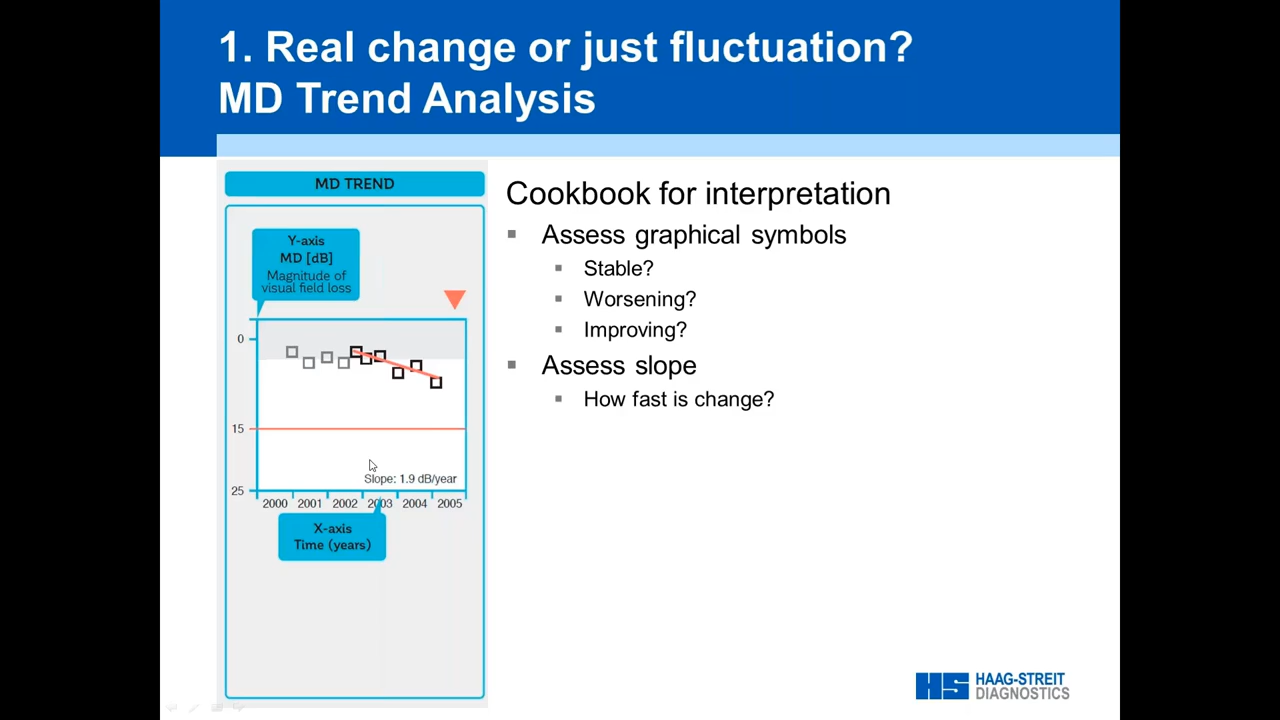 1. Real change or just fluctuation?
MD Trend Analysis
MD TREND
Y-axis
MD [dB]
Magnitude of
visual field loss
0
15
25
Slope: 1.9 dB/year
2000 2001 2002 2003 2004 2005
X-axis
Time (years)
Cookbook for interpretation
Assess graphical symbols
Stable?
Worsening?
Improving?
Assess slope
How fast is change?
HS HAAG-STREIT
DIAGNOSTICS